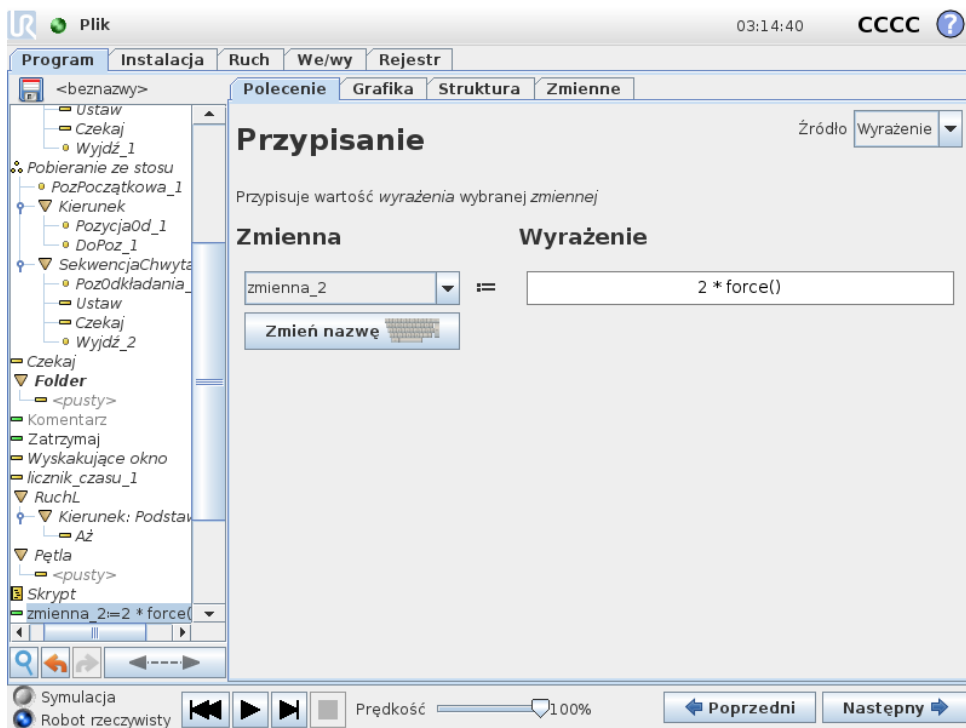 UR Plik 03:14:40 CCCC ?
Program Instalacja Ruch We/wy Rejestr
<beznazwy> Polecenie Grafika Struktura Zmienne
Ustaw
Czekaj
Wyjdź_1
Pobieranie ze stosu
PozPoczątkowa_1
Kierunek
PozycjaOd_1
DoPoz_1
SekwencjaChwyta
PozOdkładania_
Ustaw
Czekaj
Wyjdź_2
Czekaj
Folder
<pusty>
Komentarz
Zatrzymaj
Wyskakujące okno
licznik_czasu_1
RuchL
Kierunek: Podstaw
Aż
Pętla
<pusty>
Skrypt
zmienna_2:=2 * force(
Przypisanie
Źródło Wyrażenie
Przypisuje wartość wyrażenia wybranej zmiennej
Zmienna Wyrażenie
zmienna_2 := 2 * force()
Zmień nazwę
Symulacja
Robot rzeczywisty
Prędkość 100%
Poprzedni Następny